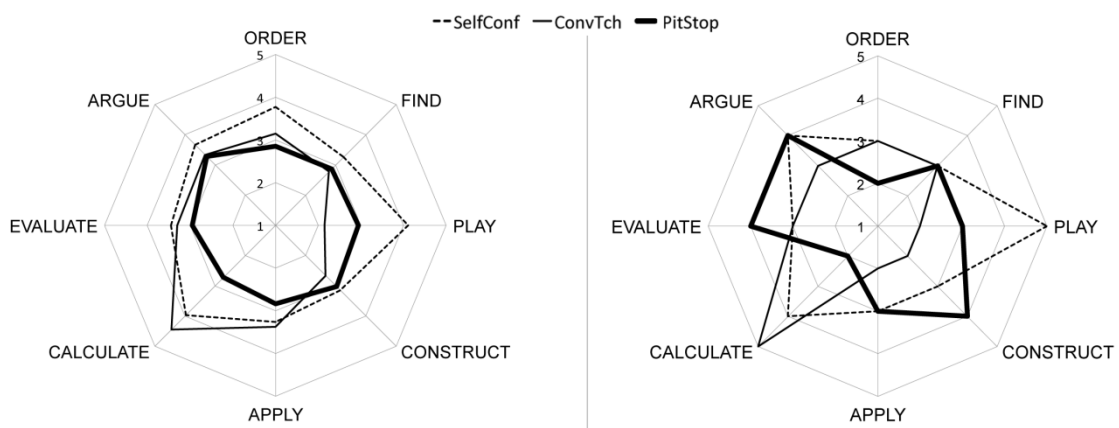 SelfConf ConvTch PitStop
ORDER
5
ARGUE
4
FIND
3
2
EVALUATE
1
PLAY
CALCULATE
CONSTRUCT
APPLY
ORDER
5
ARGUE
4
FIND
3
2
EVALUATE
1
PLAY
CALCULATE
CONSTRUCT
APPLY